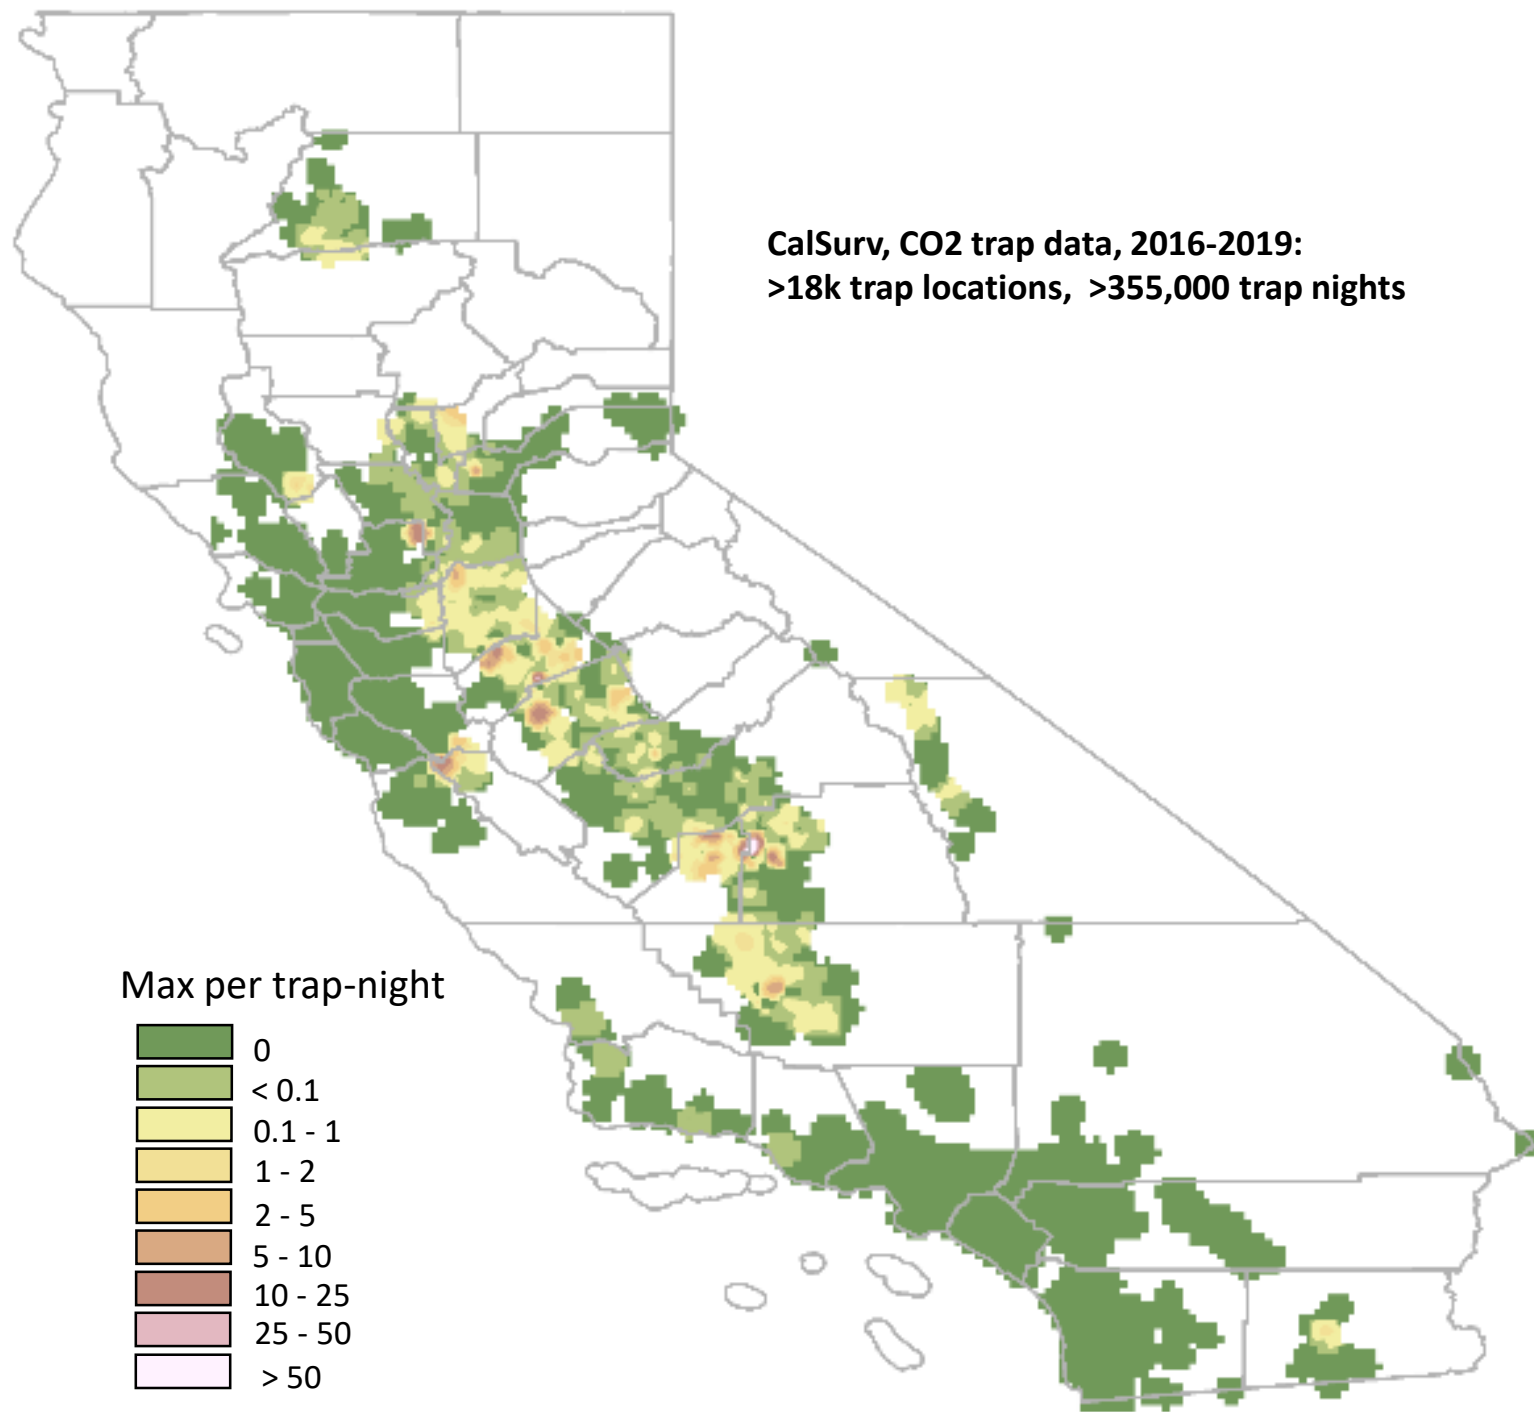 CalSurv, CO2 trap data, 2016-2019:
>18k trap locations,  >355,000 trap nights
Max per trap-night
0
< 0.1
0.1 - 1
1 - 2
2 - 5
5 - 10
10 - 25
25 - 50
> 50